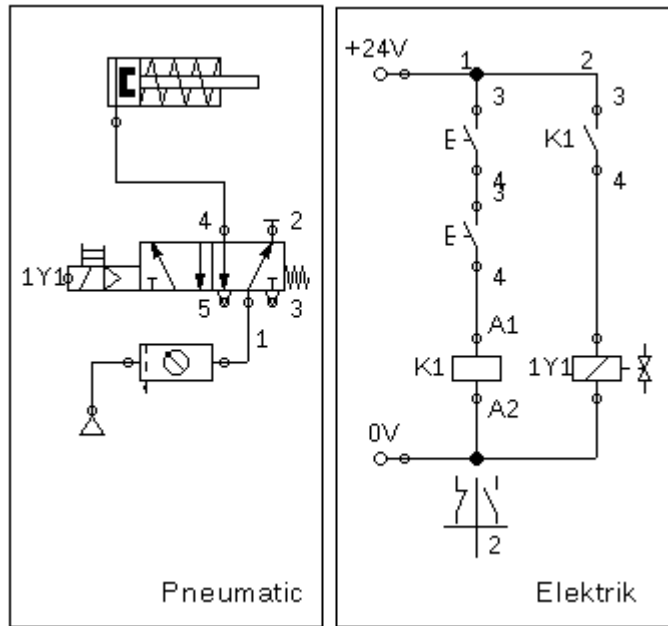 4 2
1Y1
5 3
1
Pneumatic
+24V
1 2
3 3
E K1
4 4
3
E
4
A1
K1 1Y1
A2
0V
2
Elektrik